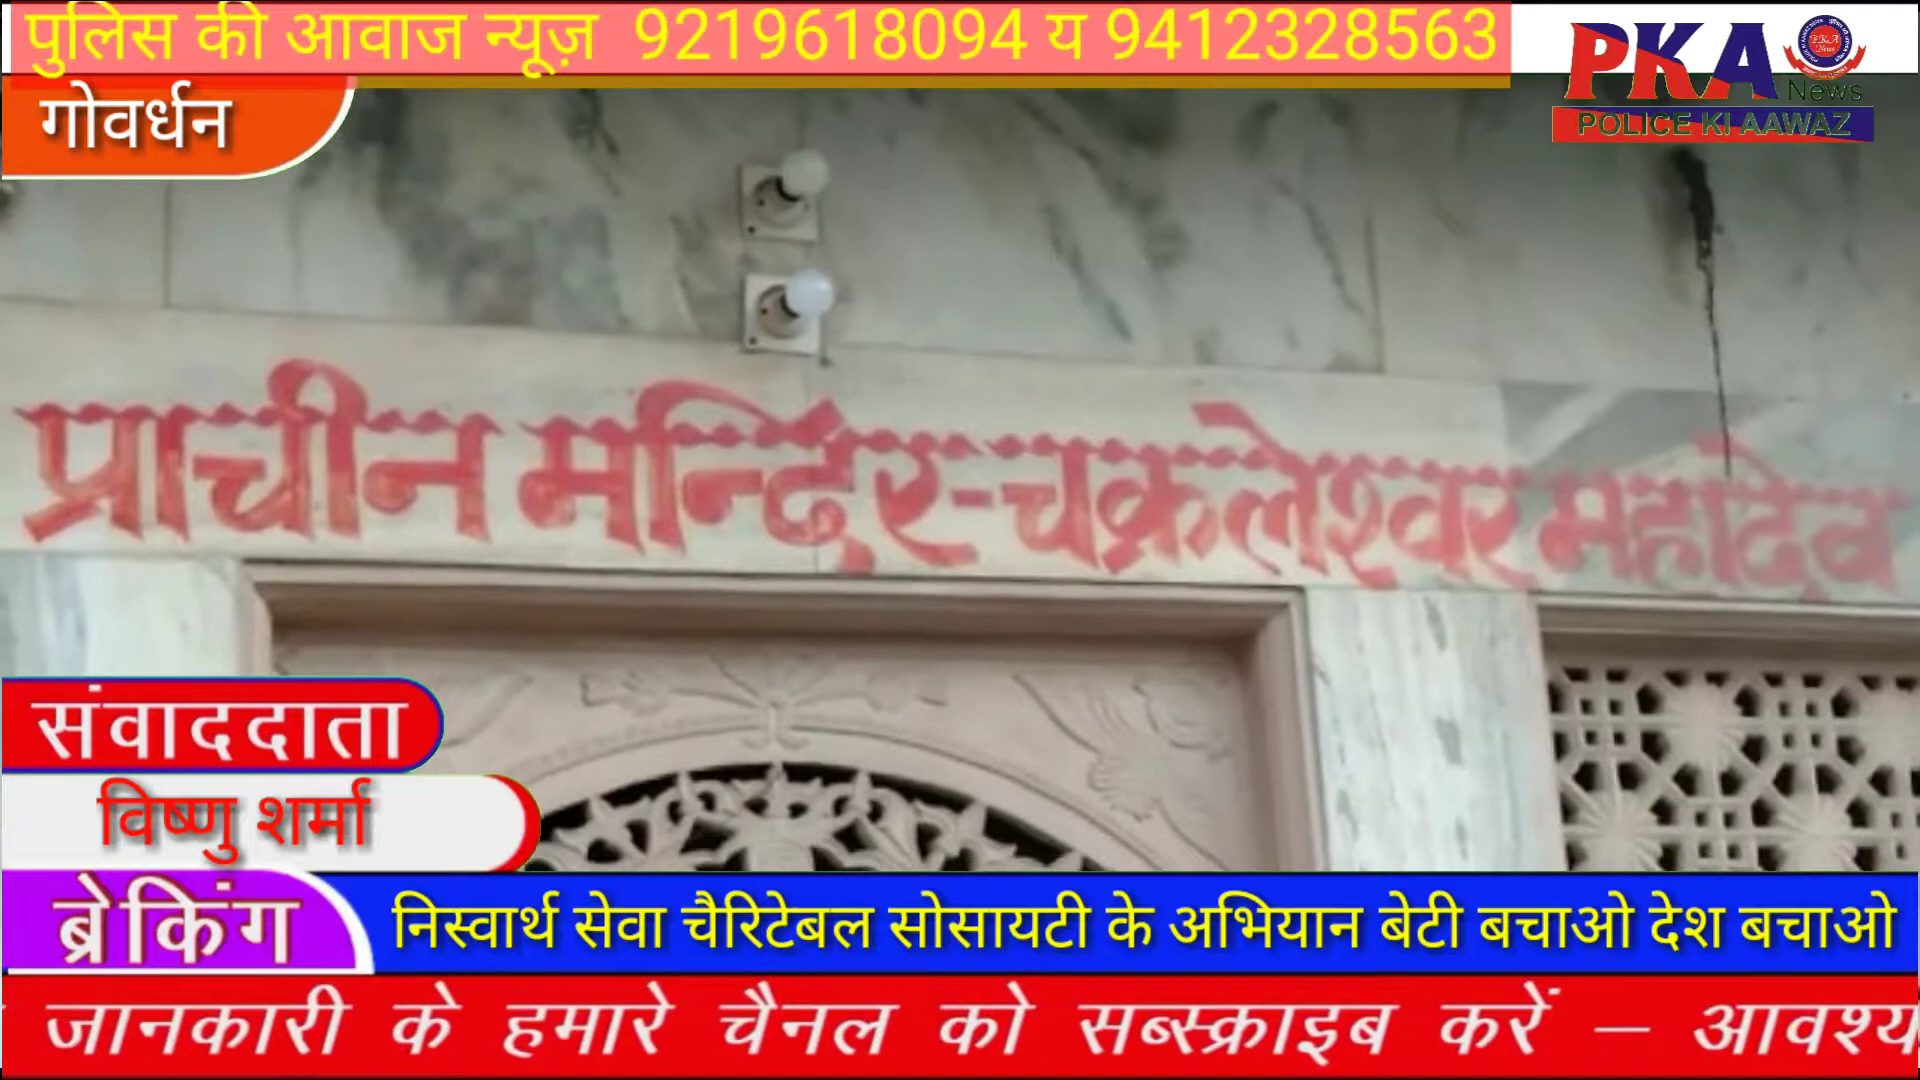 पुलिस की आवाज न्यूज़ 9219618094 य 9412328563
PKA
News
POLICE KI AAWAZ
गोवर्धन
प्राचीन मन्दिर-चक्रलेश्वर महादेव
संवाददाता
विष्णु शर्मा
ब्रेकिंग
निस्वार्थ सेवा चैरिटेबल सोसायटी के अभियान बेटी बचाओ देश बचाओ
जानकारी के हमारे चैनल को सब्स्क्राइब करें – आवश्य